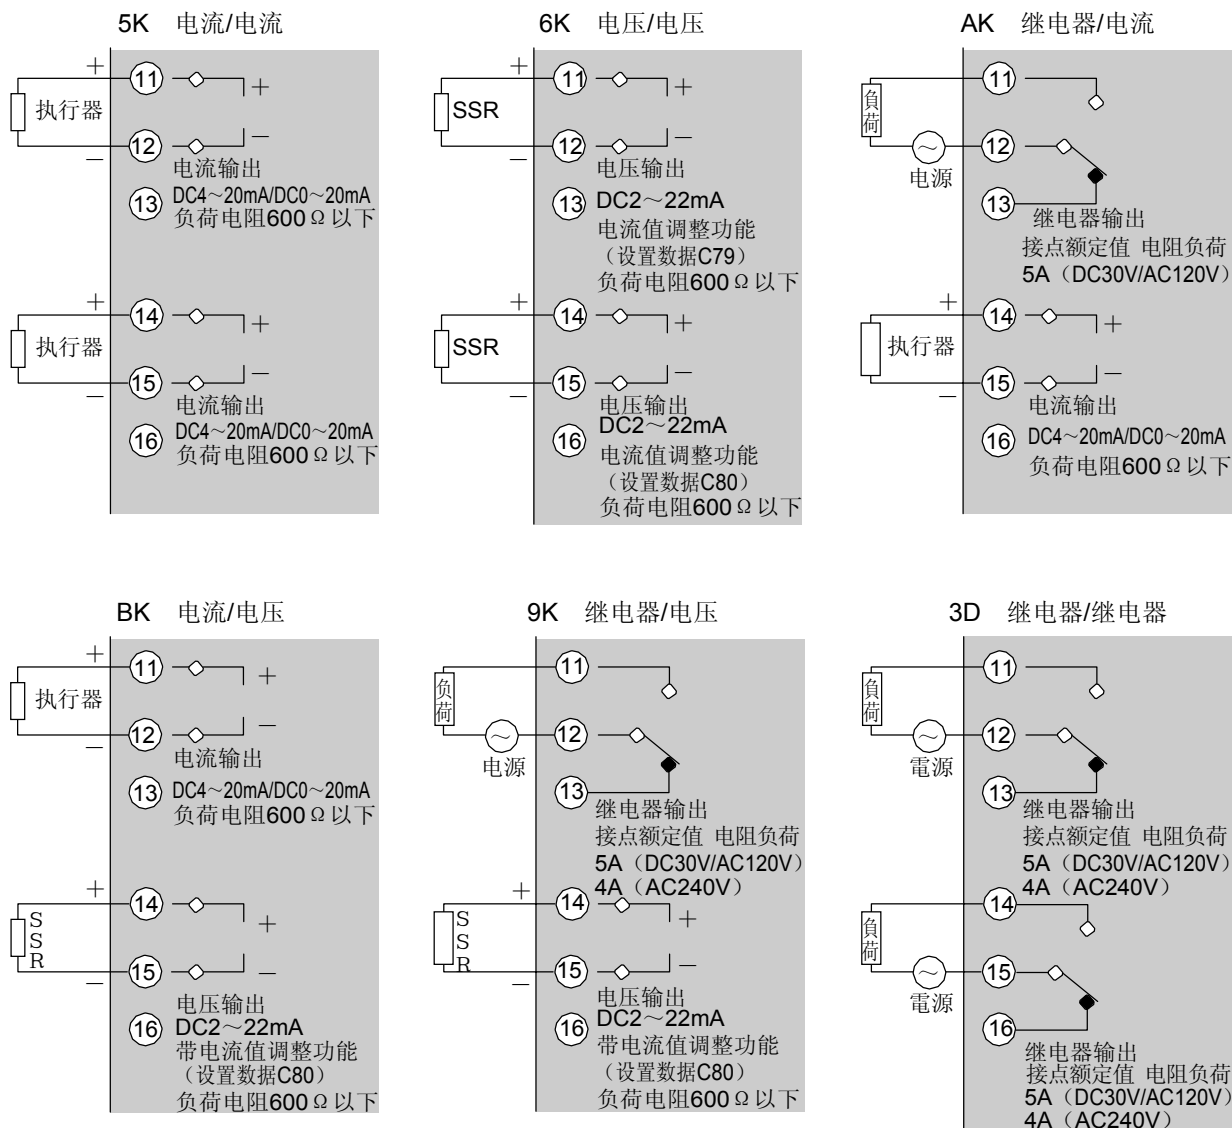 5K 电流/电流
+
11
+
执行器
12
—
—
电流输出
13
DC4～20mA/DC0～20mA
负荷电阻600Ω以下
+
14
+
执行器
15
—
—
电流输出
16
DC4～20mA/DC0～20mA
负荷电阻600Ω以下
6K 电压/电压
+
11
+
SSR
12
—
—
电压输出
13
DC2～22mA
电流值调整功能
（设置数据C79）
负荷电阻600Ω以下
+
14
+
SSR
15
—
—
电压输出
DC2～22mA
16
电流值调整功能
（设置数据C80）
负荷电阻600Ω以下
AK 继电器/电流
11
負荷
～
12
电源
13
继电器输出
接点额定值 电阻负荷
5A（DC30V/AC120V）
+
14
+
执行器
15
—
—
电流输出
16
DC4～20mA/DC0～20mA
负荷电阻600Ω以下
BK 电流/电压
+
11
+
执行器
12
—
—
电流输出
13
DC4～20mA/DC0～20mA
负荷电阻600Ω以下
+
14
+
SSR
15
—
—
电压输出
16
DC2～22mA
带电流值调整功能
（设置数据C80）
负荷电阻600Ω以下
9K 继电器/电压
11
负荷
～
12
电源
13
继电器输出
接点额定值 电阻负荷
5A（DC30V/AC120V）
4A（AC240V）
+
14
+
SSR
15
—
—
电压输出
DC2～22mA
16
带电流值调整功能
（设置数据C80）
负荷电阻600Ω以下
3D 继电器/继电器
11
負荷
～
12
電源
13
继电器输出
接点额定值 电阻负荷
5A（DC30V/AC120V）
4A（AC240V）
14
負荷
～
15
電源
16
继电器输出
接点额定值 电阻负荷
5A（DC30V/AC120V）
4A（AC240V）